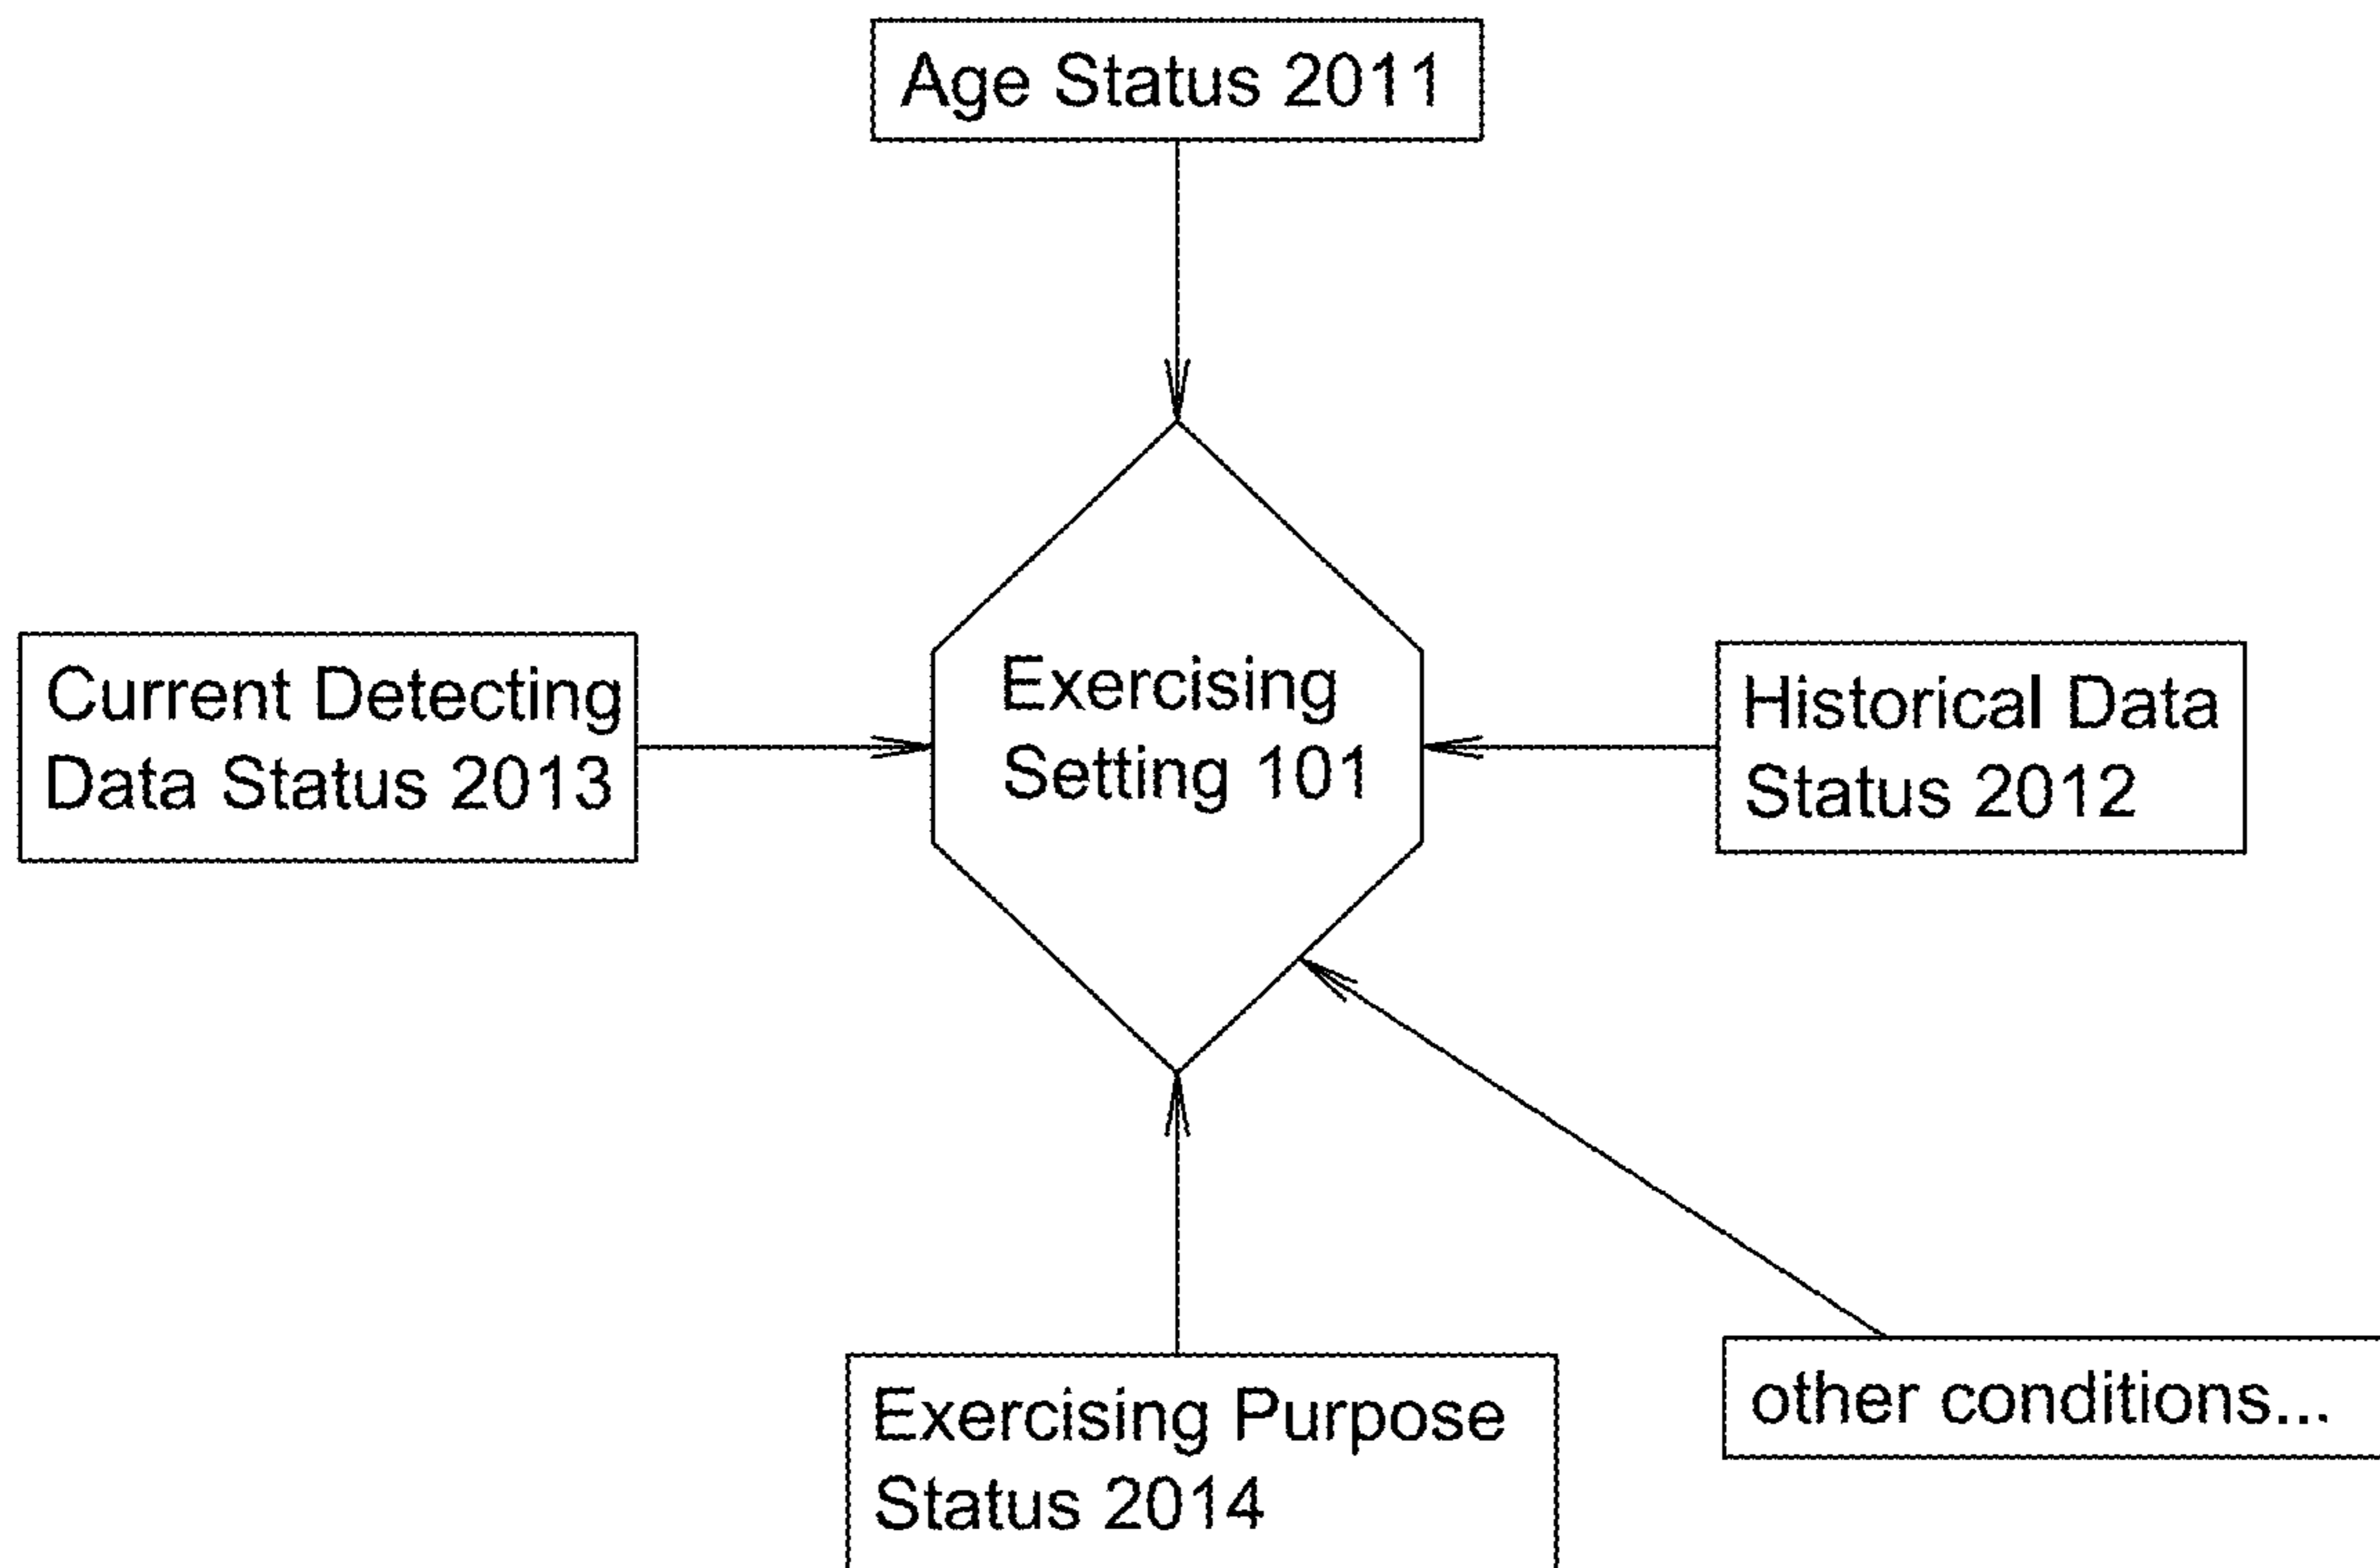 Age Status 2011
Current Detecting
Data Status 2013
Exercising
Setting 101
Historical Data
Status 2012
Exercising Purpose
Status 2014
other conditions...